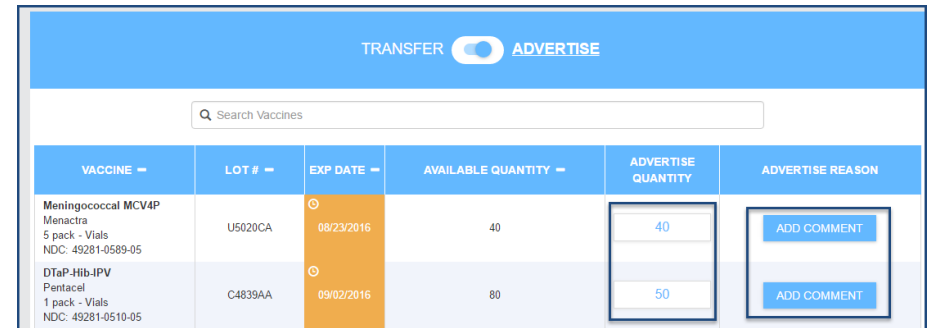 TRANSFER ADVERTISE
Search Vaccines
VACCINE LOT # EXP DATE AVAILABLE QUANTITY ADVERTISE QUANTITY ADVERTISE REASON
Meningococcal MCV4P
Menactra
5 pack - Vials
NDC: 49281-0589-05
U5020CA
08/23/2016
40
40
ADD COMMENT
DTaP-Hib-IPV
Pentacel
1 pack - Vials
NDC: 49281-0510-05
C4839AA
09/02/2016
80
50
ADD COMMENT